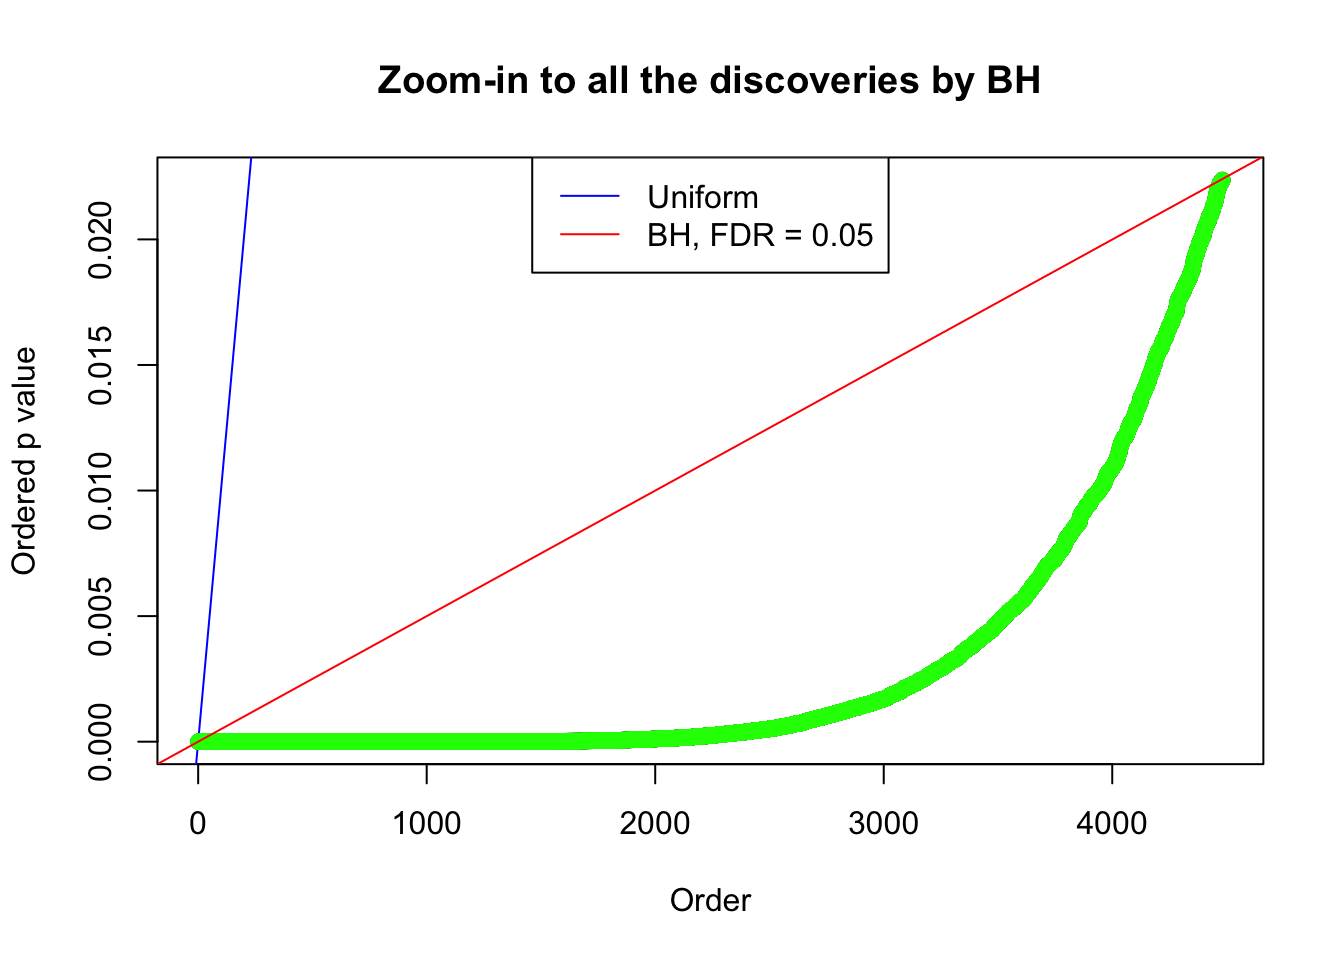 Zoom-in to all the discoveries by BH
Uniform
BH, FDR = 0.05
Ordered p value
0.020
0.015
0.010
0.005
0.000
0 1000 2000 3000 4000
Order